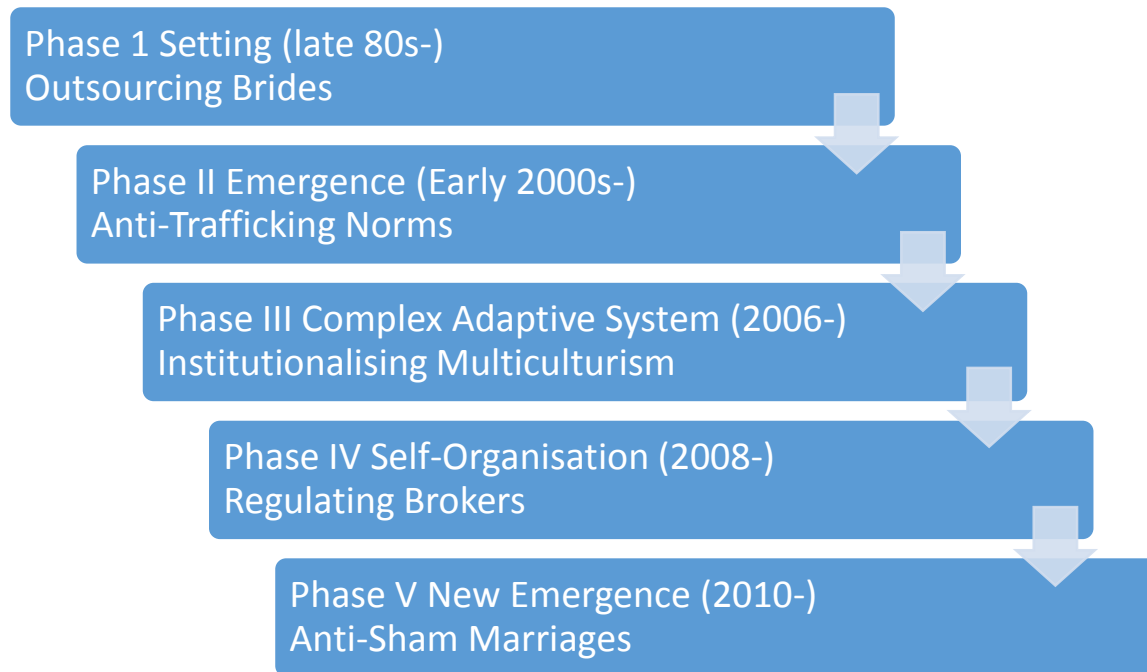 Phase 1 Setting (late 80s-)
Outsourcing Brides
Phase II Emergence (Early 2000s-)
Anti-Trafficking Norms
Phase III Complex Adaptive System (2006-)
Institutionalising Multiculturism
Phase IV Self-Organisation (2008-)
Regulating Brokers
Phase V New Emergence (2010-)
Anti-Sham Marriages